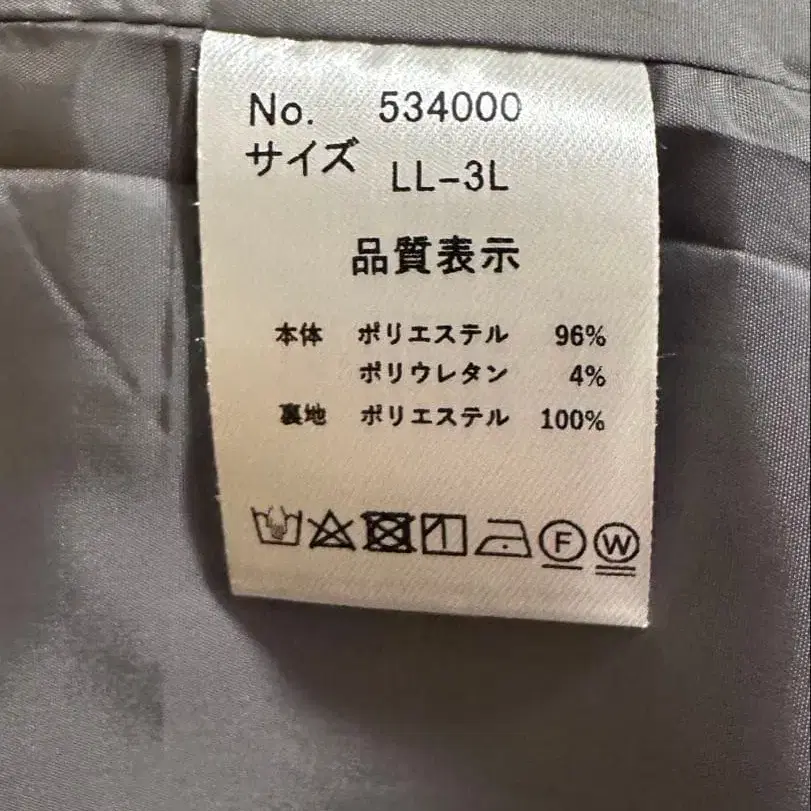 No. 534000
サイズ LL-3L
品質表示
本体 ポリエステル 96%
ポリウレタン 4%
裏地 ポリエステル 100%
F W